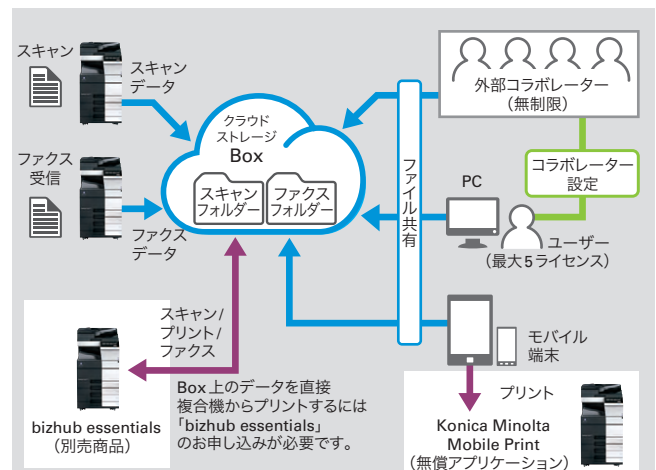 スキャン
スキャン
データ
ファクス
受信
ファクス
データ
クラウド
ストレージ
Box
スキャン
フォルダー
ファクス
フォルダー
ファイル共有
外部コラボレーター
（無制限）
コラボレーター
設定
PC
ユーザー
（最大5ライセンス）
モバイル
端末
スキャン/
プリント/
ファクス
bizhub essentials
（別売商品）
Box上のデータを直接
複合機からプリントするには
「bizhub essentials」
のお申し込みが必要です。
プリント
Konica Minolta
Mobile Print
（無償アプリケーション）